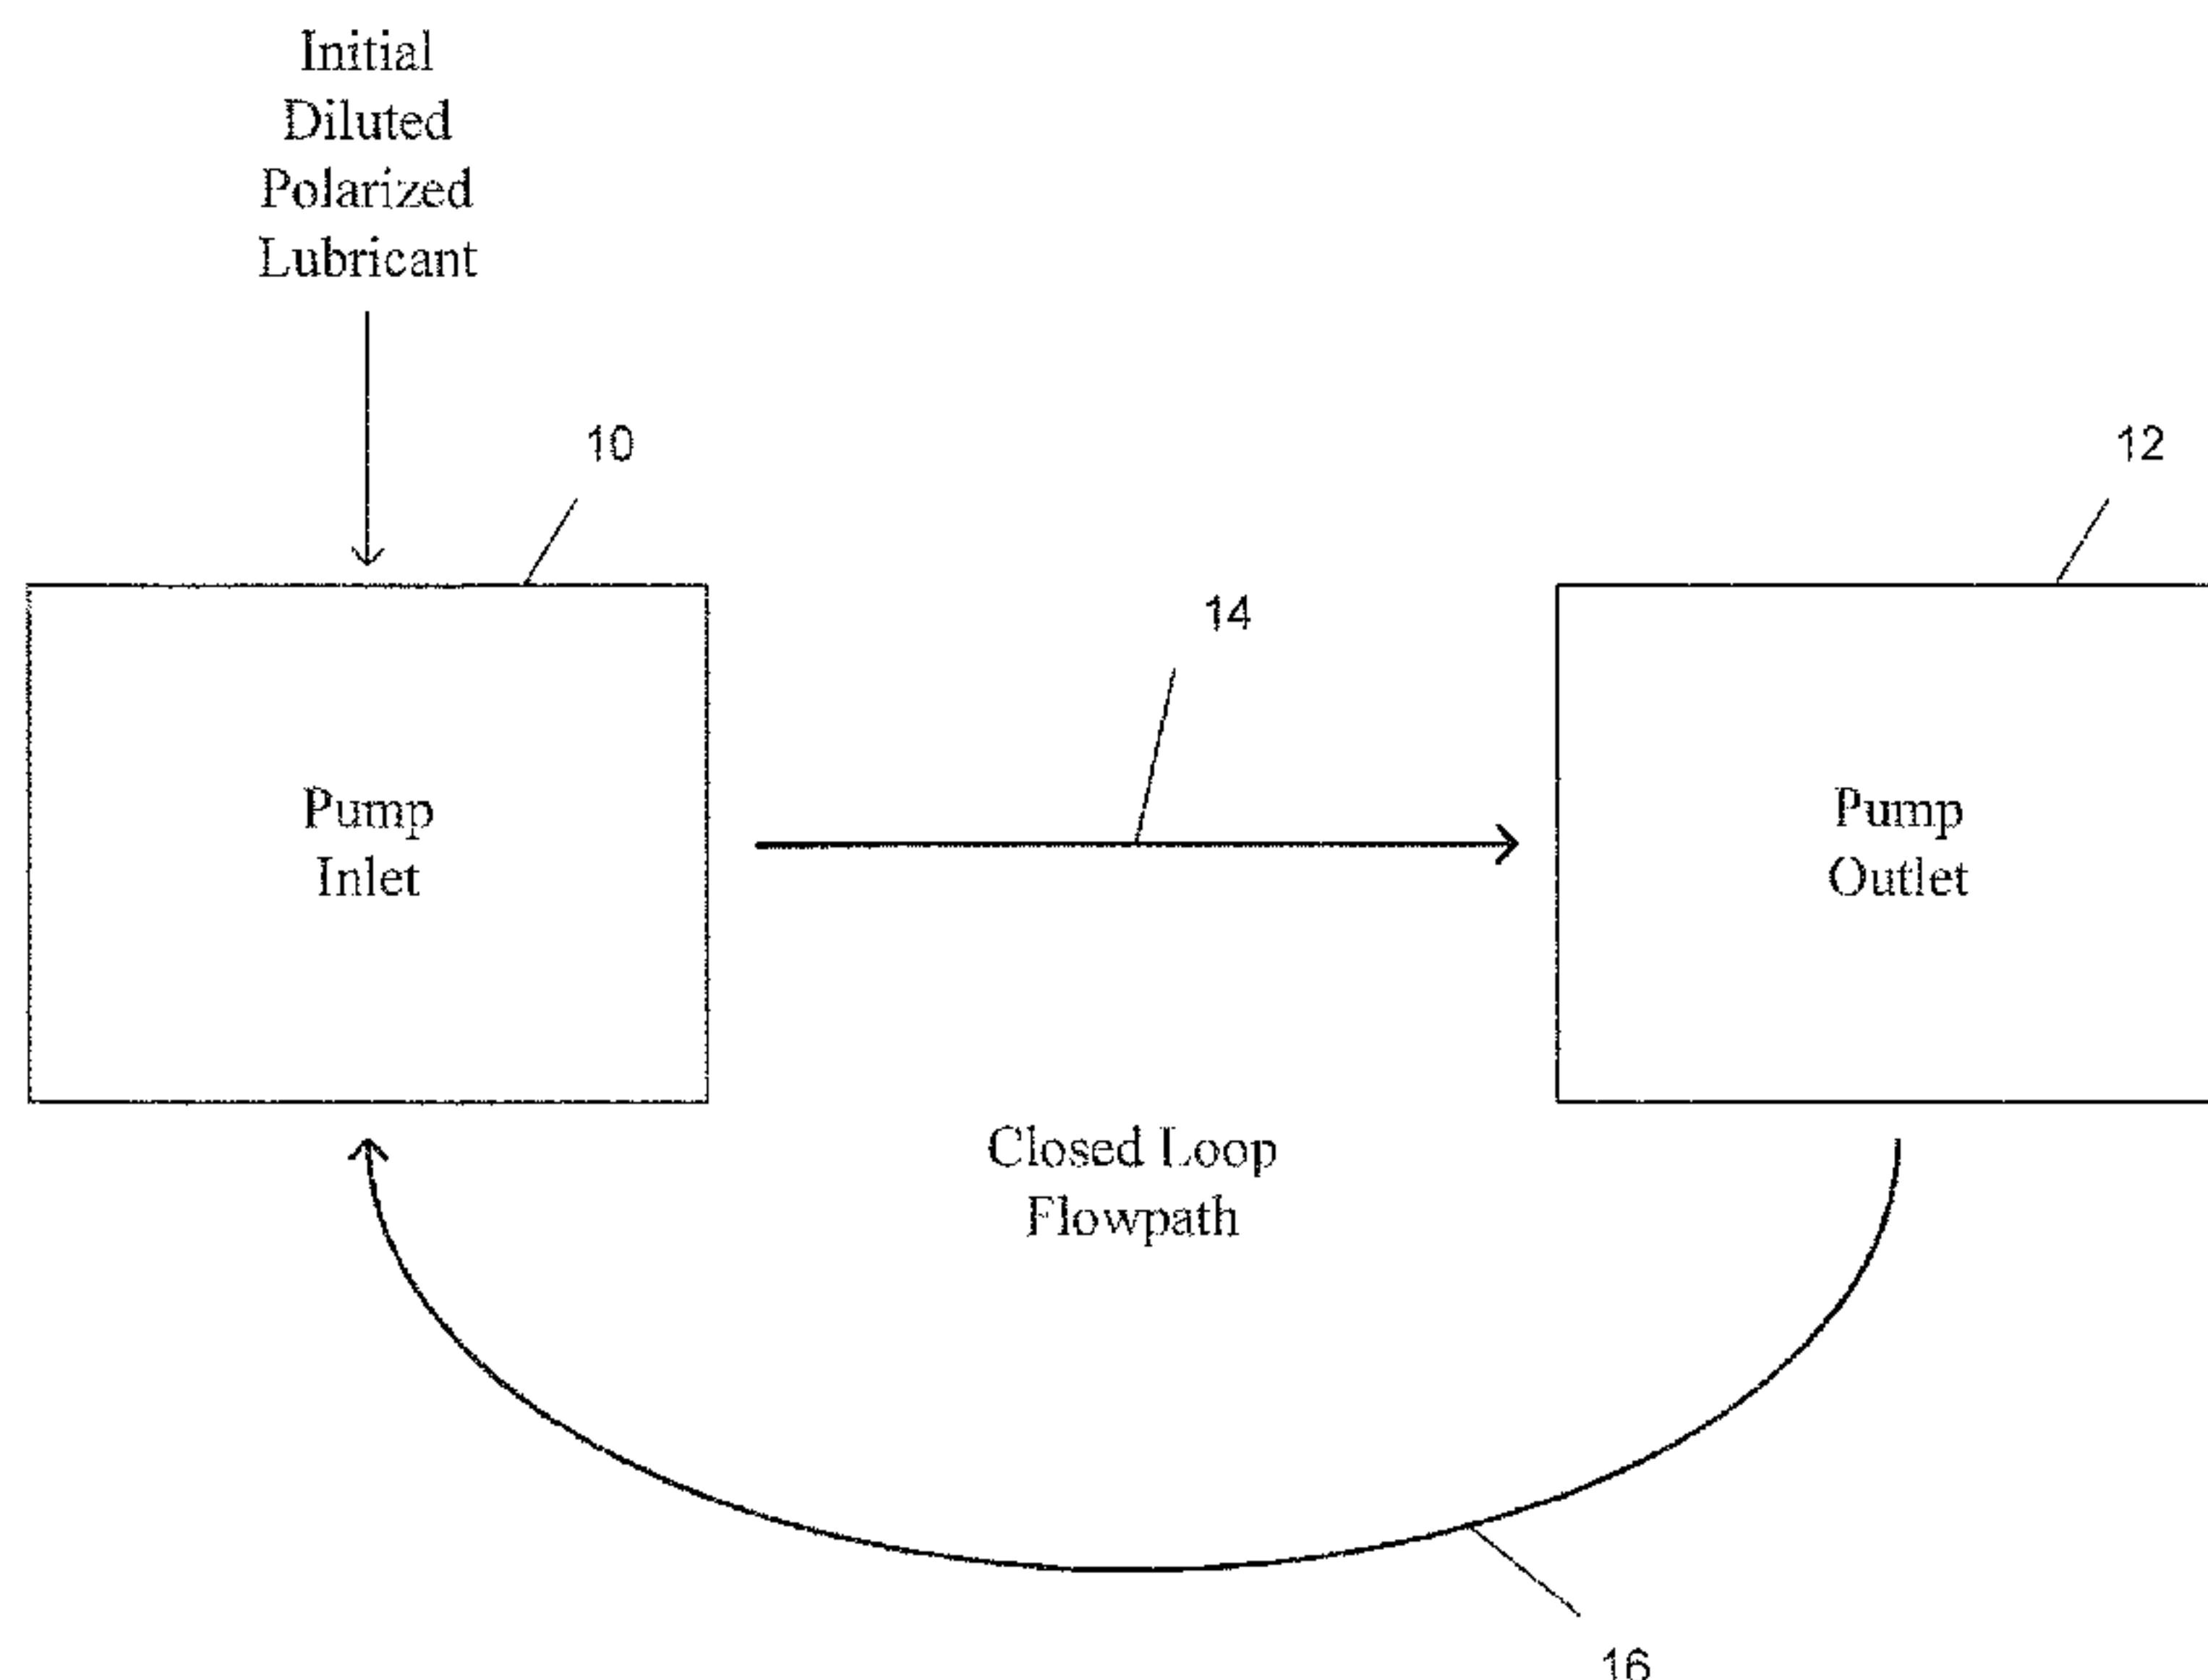 Initial
Diluted
Polarized
Lubricant
10
12
14
Pump
Inlet
Pump
Outlet
Closed Loop
Flowpath
16